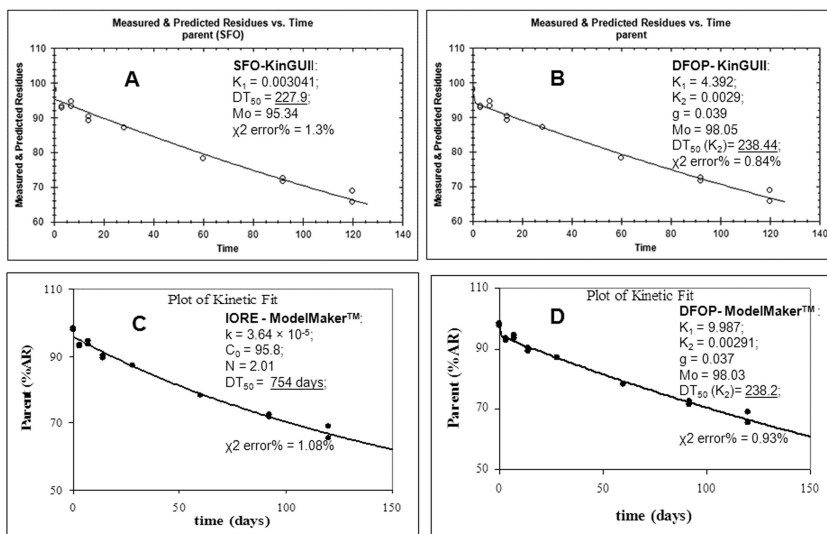 Measured & Predicted Residues vs. Time
parent (SFO)
Measured & Predicted Residues
110
100
90
80
70
60
A
SFO-KinGUII:
K1 = 0.003041;
DT50 = 227.9;
Mo = 95.34
χ2 error% = 1.3%
0 20 40 60 80 100 120 140
Time
Measured & Predicted Residues vs. Time
parent
Measured & Predicted Residues
110
100
90
80
70
60
B
DFOP- KinGUII:
K1 = 4.392;
K2 = 0.0029;
g = 0.039
Mo = 98.05
DT50 (K2)= 238.44;
χ2 error% = 0.84%
0 20 40 60 80 100 120 140
Time
Plot of Kinetic Fit
Parent (%AR)
110
90
70
50
C
IORE - ModelMaker™:
k = 3.64 × 10-5;
C0 = 95.8;
N = 2.01
DT50 = 754 days;
χ2 error% = 1.08%
0 50 100 150
time (days)
Plot of Kinetic Fit
Parent (%AR)
110
90
70
50
D
DFOP- ModelMaker™:
K1 = 9.987;
K2 = 0.00291;
g = 0.037
Mo = 98.03
DT50 (K2)= 238.2;
χ2 error% = 0.93%
0 50 100 150
time (days)